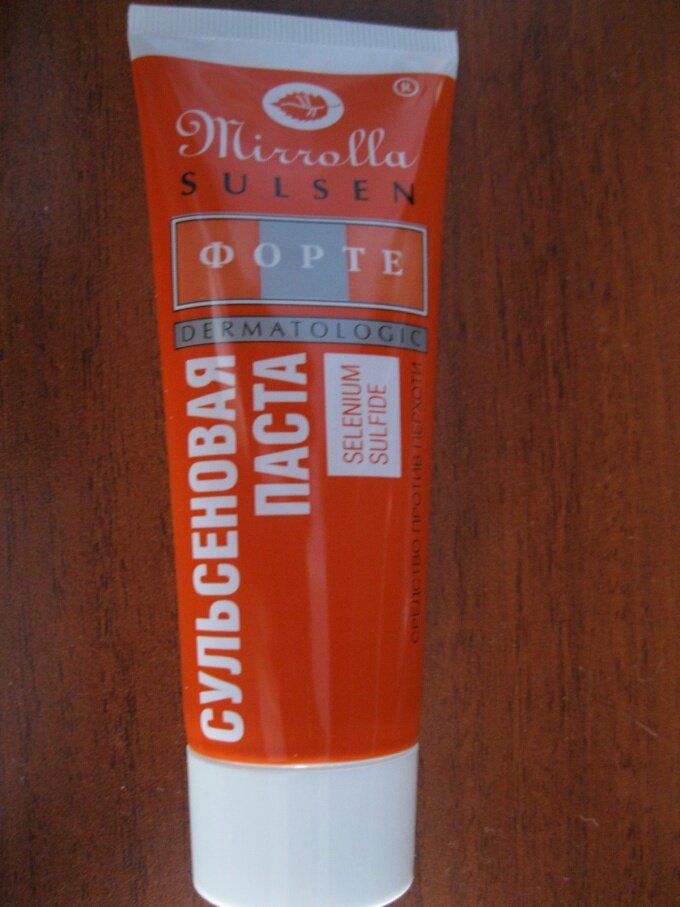 ®
Mirrolla
SULSEN
ФОРТЕ
DERMATOLOGIC
СУЛЬСЕНОВАЯ
ПАСТА
SELENIUM
SULFIDE
СРЕДСТВО ПРОТИВ ПЕРХОТИ